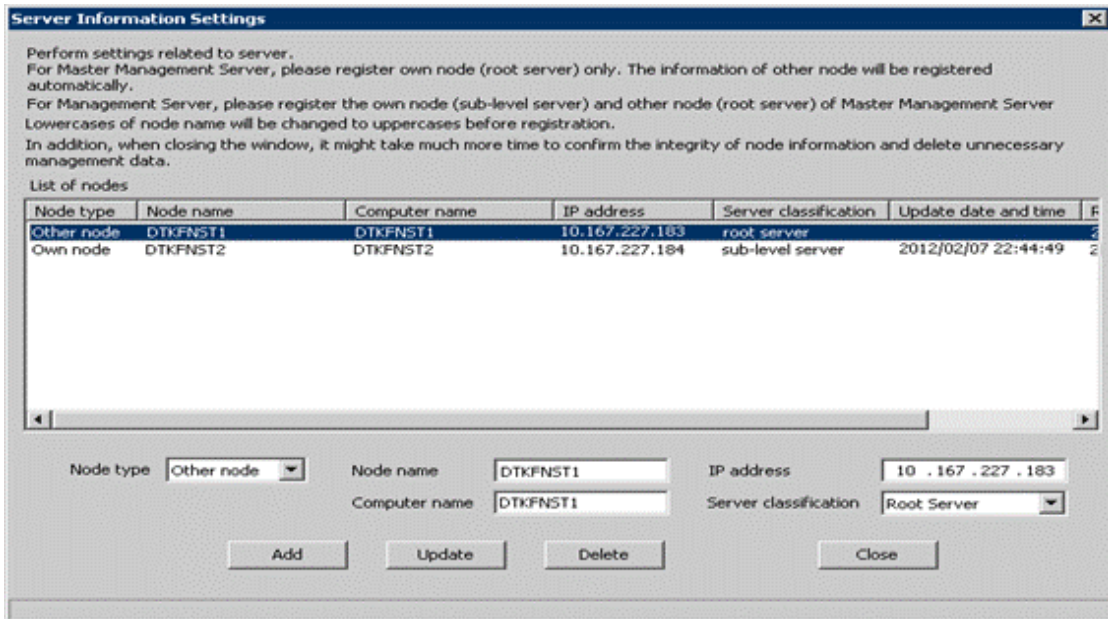 Server Information Settings
Perform settings related to server.
For Master Management Server, please register own node (root server) only. The information of other node will be registered
automatically.
For Management Server, please register the own node (sub-level server) and other node (root server) of Master Management Server
Lowercases of node name will be changed to uppercases before registration.
In addition, when closing the window, it might take much more time to confirm the integrity of node information and delete unnecessary
management data.
List of nodes
Node type Node name Computer name IP address Server classification Update date and time
Other node DTKFNST1 DTKFNST1 10.167.227.183 root server 2
Own node DTKFNST2 DTKFNST2 10.167.227.184 sub-level server 2012/02/07 22:44:49 2
Node type Other node Node name DTKFNST1 IP address 10 .167 .227 .183
Computer name DTKFNST1 Server classification Root Server
Add Update Delete Close